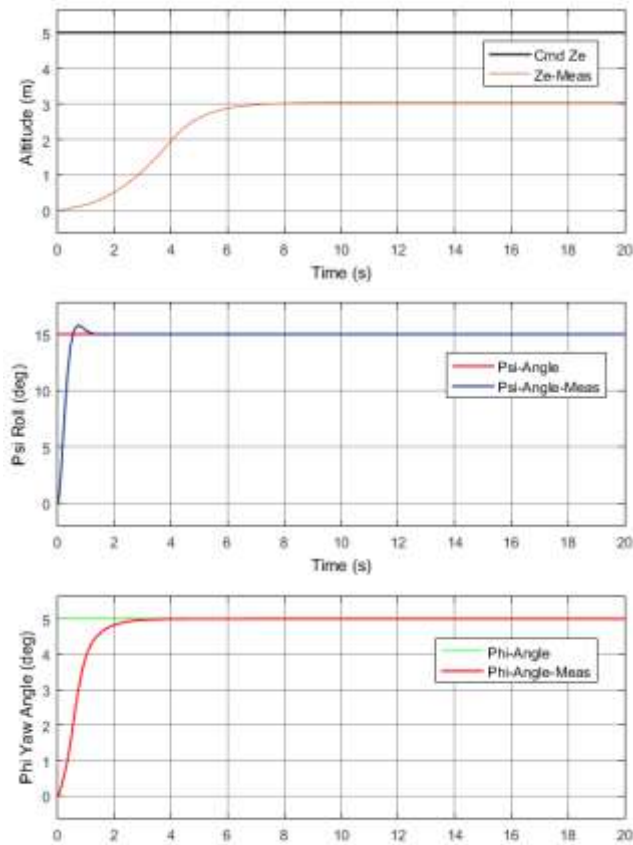 5
4
3
2
1
0
Altitude (m)
Cmd Ze
Ze-Meas
0 2 4 6 8 10 12 14 16 18 20
Time (s)
15
10
5
0
Psi Roll (deg)
Psi-Angle
Psi-Angle-Meas
0 2 4 6 8 10 12 14 16 18 20
Time (s)
5
4
3
2
1
0
Phi Yaw Angle (deg)
Phi-Angle
Phi-Angle-Meas
0 2 4 6 8 10 12 14 16 18 20